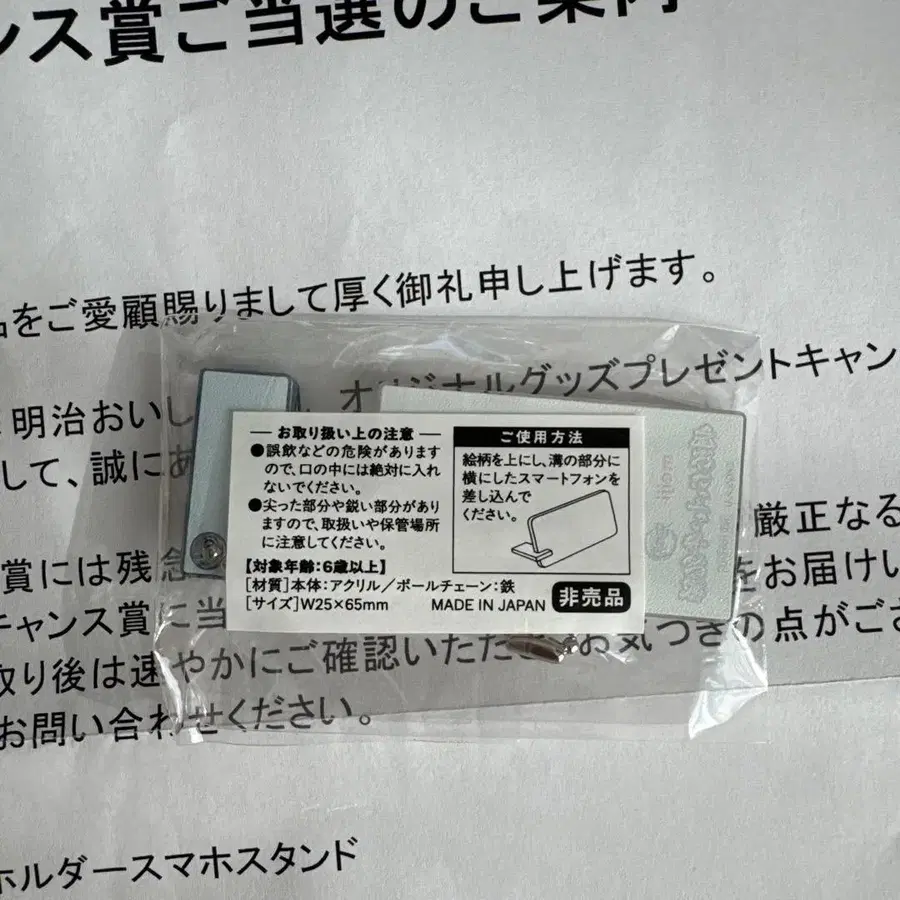 ンス賞ご当選のご案内
品をご愛顧賜りまして厚く御礼申し上げます。
明治おいし オリジナルグッズプレゼントキャン
して、誠にあ
厳正なる
賞には残念 をお届けい
チャンス賞に当 お気づきの点がござ
取り後は速やかにご確認いただき
お問い合わせください。
ホルダースマホスタンド
お取り扱い上の注意
●誤飲などの危険があります
ので、口の中には絶対に入れ
ないでください。
●尖った部分や鋭い部分があり
ますので、取扱いや保管場所
に注意してください。
【対象年齢:6歳以上】
[材質]本体:アクリル/ボールチェーン:鉄
[サイズ]W25×65mm MADE IN JAPAN 非売品
ご使用方法
絵柄を上にし、溝の部分に
横にしたスマートフォンを
差し込んで
ください。
meiji